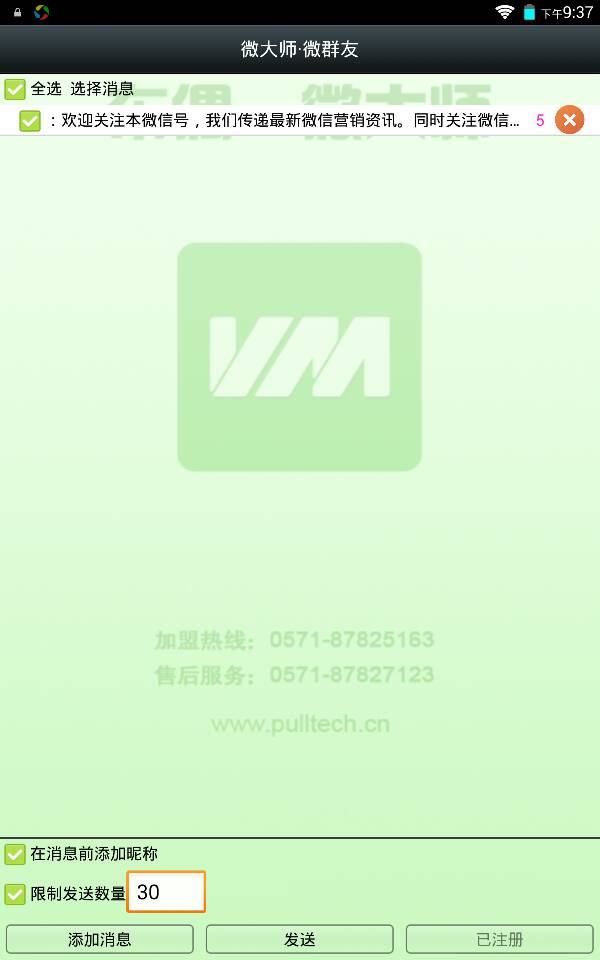 下午9:37
微大师·微群友
全选 选择消息
：欢迎关注本微信号，我们传递最新微信营销资讯。同时关注微信... 5
VM
加盟热线：0571-87825163
售后服务：0571-87827123
www.pulltech.cn
在消息前添加昵称
限制发送数量 30
添加消息 发送 已注册